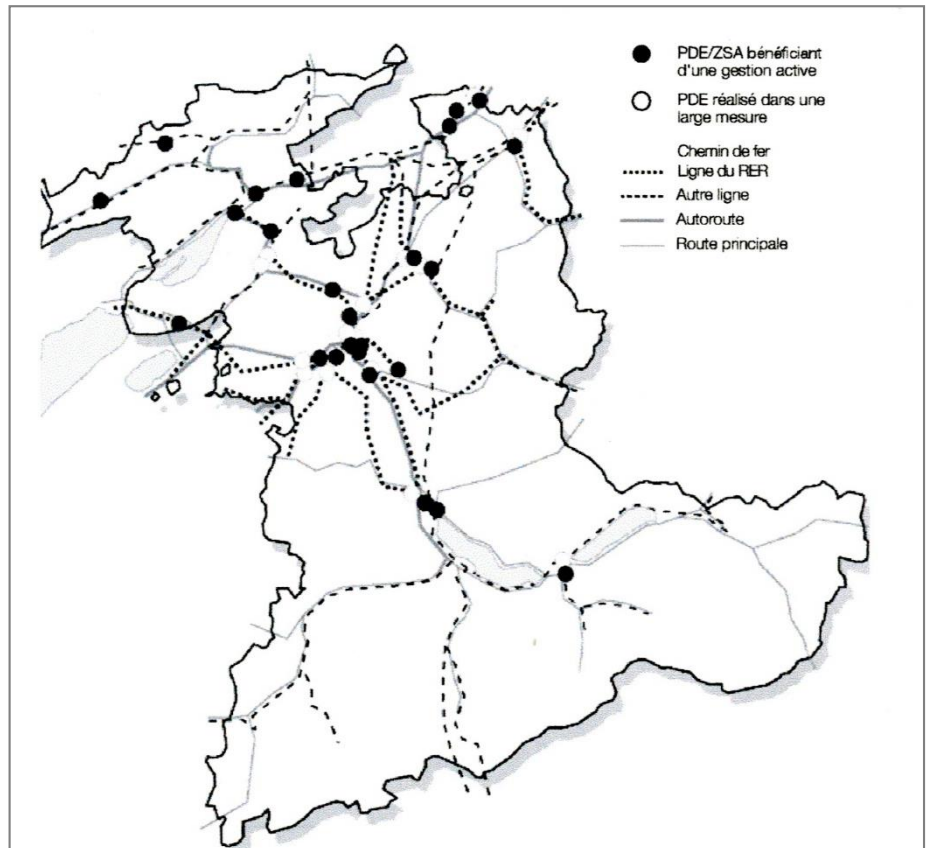 PDE/ZSA bénéficiant
d'une gestion active
PDE réalisé dans une
large mesure
Chemin de fer
Ligne du RER
Autre ligne
Autoroute
Route principale